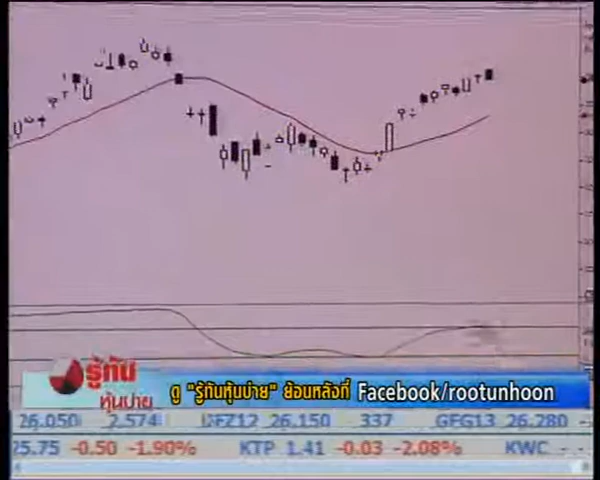 รู้ทัน
หุ้นบ่าย
ดู "รู้ทันหุ้นบ่าย" ย้อนหลังที่ Facebook/rootunhoon
26.050 2.574 DFZ12 26.150 337 GFG13 26.280
25.75 -0.50 -1.90% KTP 1.41 -0.03 -2.08% KWC - -